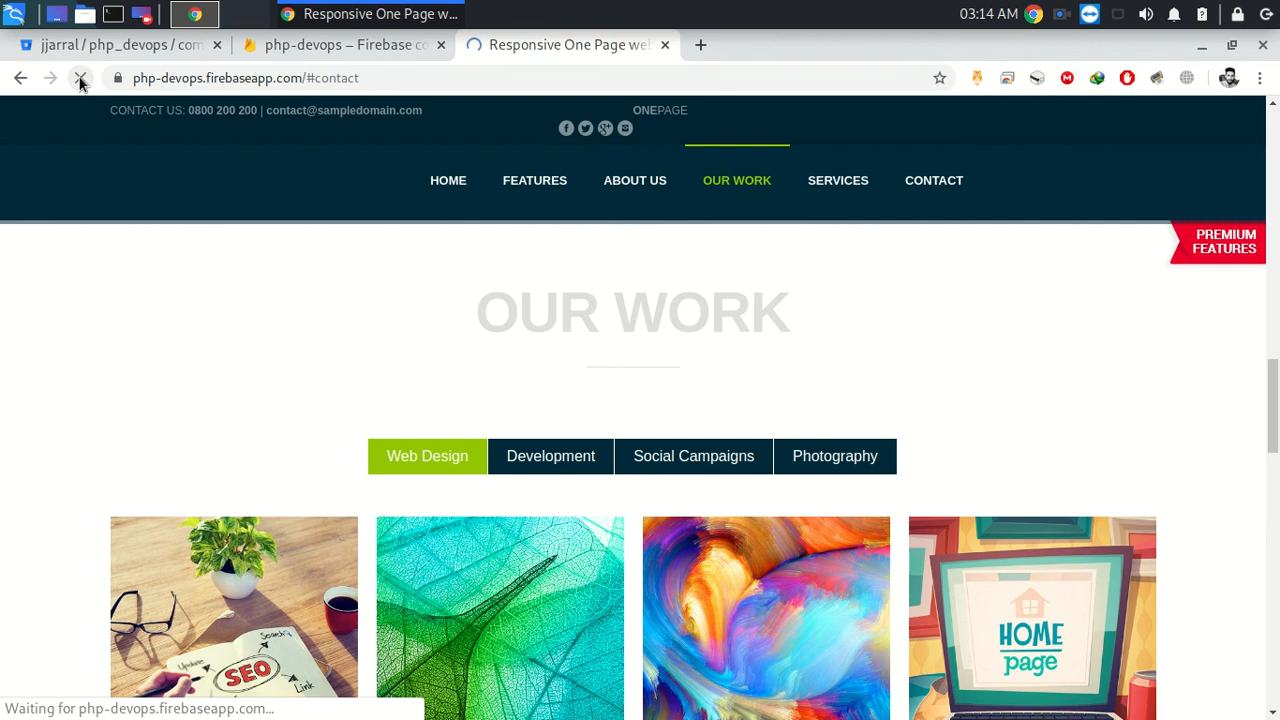 Responsive One Page w...
03:14 AM
jjarral / php_devops / com
php-devops – Firebase co
Responsive One Page wel
php-devops.firebaseapp.com/#contact
CONTACT US: 0800 200 200 | contact@sampledomain.com
ONEPAGE
HOME
FEATURES
ABOUT US
OUR WORK
SERVICES
CONTACT
PREMIUM
FEATURES
OUR WORK
Web Design
Development
Social Campaigns
Photography
Search
Update
SEO
Link
HOME
page
Waiting for php-devops.firebaseapp.com...